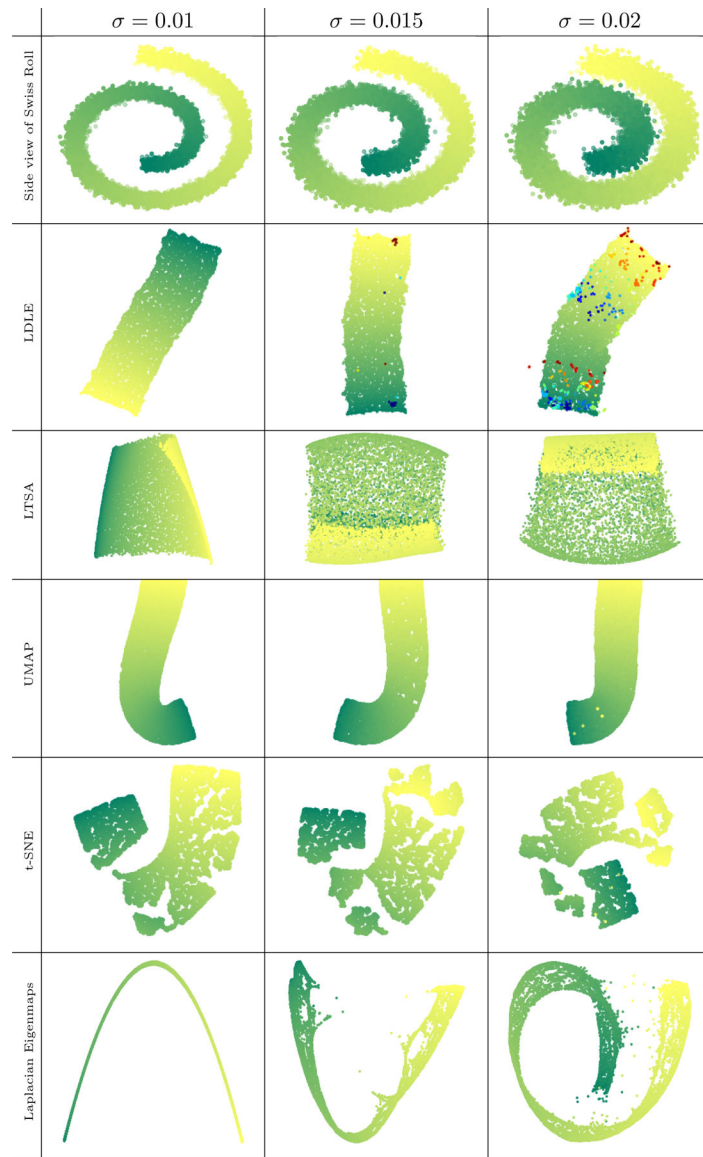 σ = 0.01
σ = 0.015
σ = 0.02
Side view of Swiss Roll
LDLE
LTSA
UMAP
t-SNE
Laplacian Eigenmaps